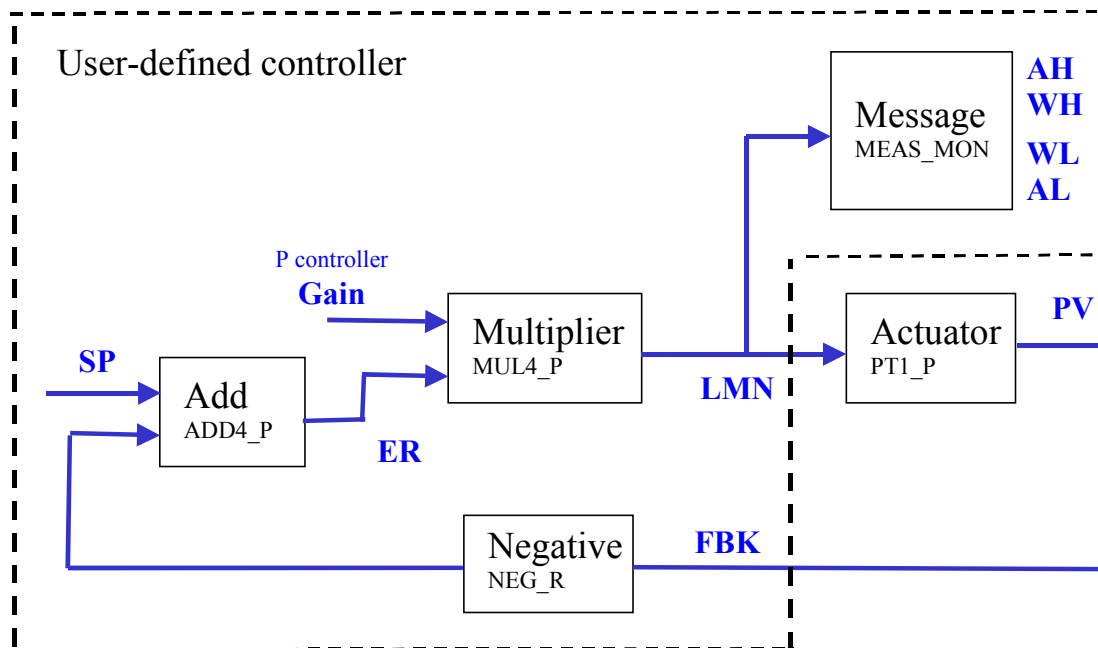 User-defined controller
AH
WH
WL
AL
Message
MEAS_MON
P controller
Gain
Multiplier
MUL4_P
Actuator
PT1_P
PV
SP
Add
ADD4_P
LMN
ER
Negative
NEG_R
FBK